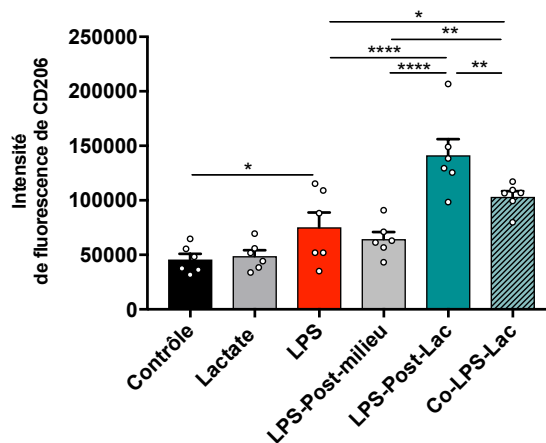 *
**
****
**** **
*
Intensité
de fluorescence de CD206
250000
200000
150000
100000
50000
0
Contrôle
Lactate
LPS
LPS-Post-milieu
LPS-Post-Lac
Co-LPS-Lac